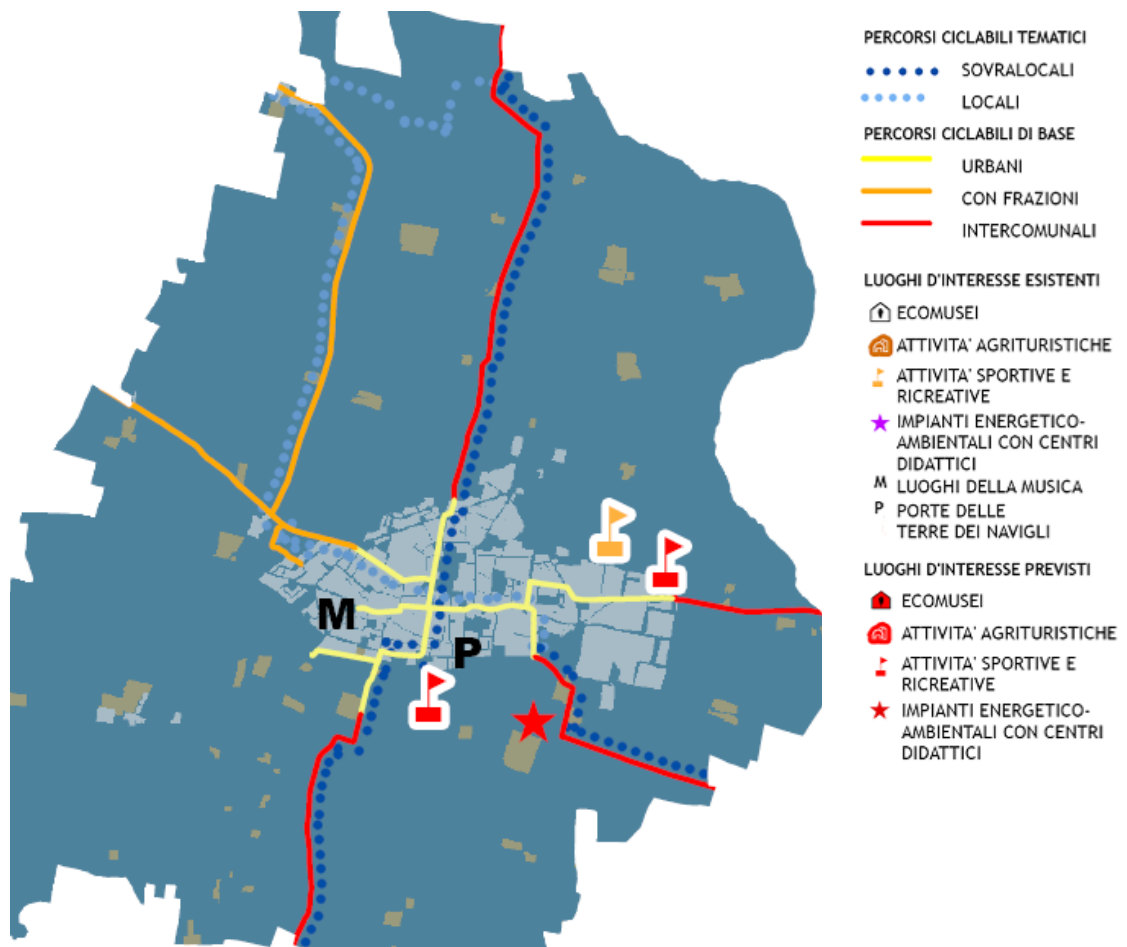 PERCORSI CICLABILI TEMATICI
SOVRALOCALI
LOCALI
PERCORSI CICLABILI DI BASE
URBANI
CON FRAZIONI
INTERCOMUNALI
LUOGHI D'INTERESSE ESISTENTI
ECOMUSEI
ATTIVITA' AGRITURISTICHE
ATTIVITA' SPORTIVE E
RICREATIVE
IMPIANTI ENERGETICO-
AMBIENTALI CON CENTRI
DIDATTICI
M LUOGHI DELLA MUSICA
P PORTE DELLE
TERRE DEI NAVIGLI
LUOGHI D'INTERESSE PREVISTI
ECOMUSEI
ATTIVITA' AGRITURISTICHE
ATTIVITA' SPORTIVE E
RICREATIVE
IMPIANTI ENERGETICO-
AMBIENTALI CON CENTRI
DIDATTICI
M
P